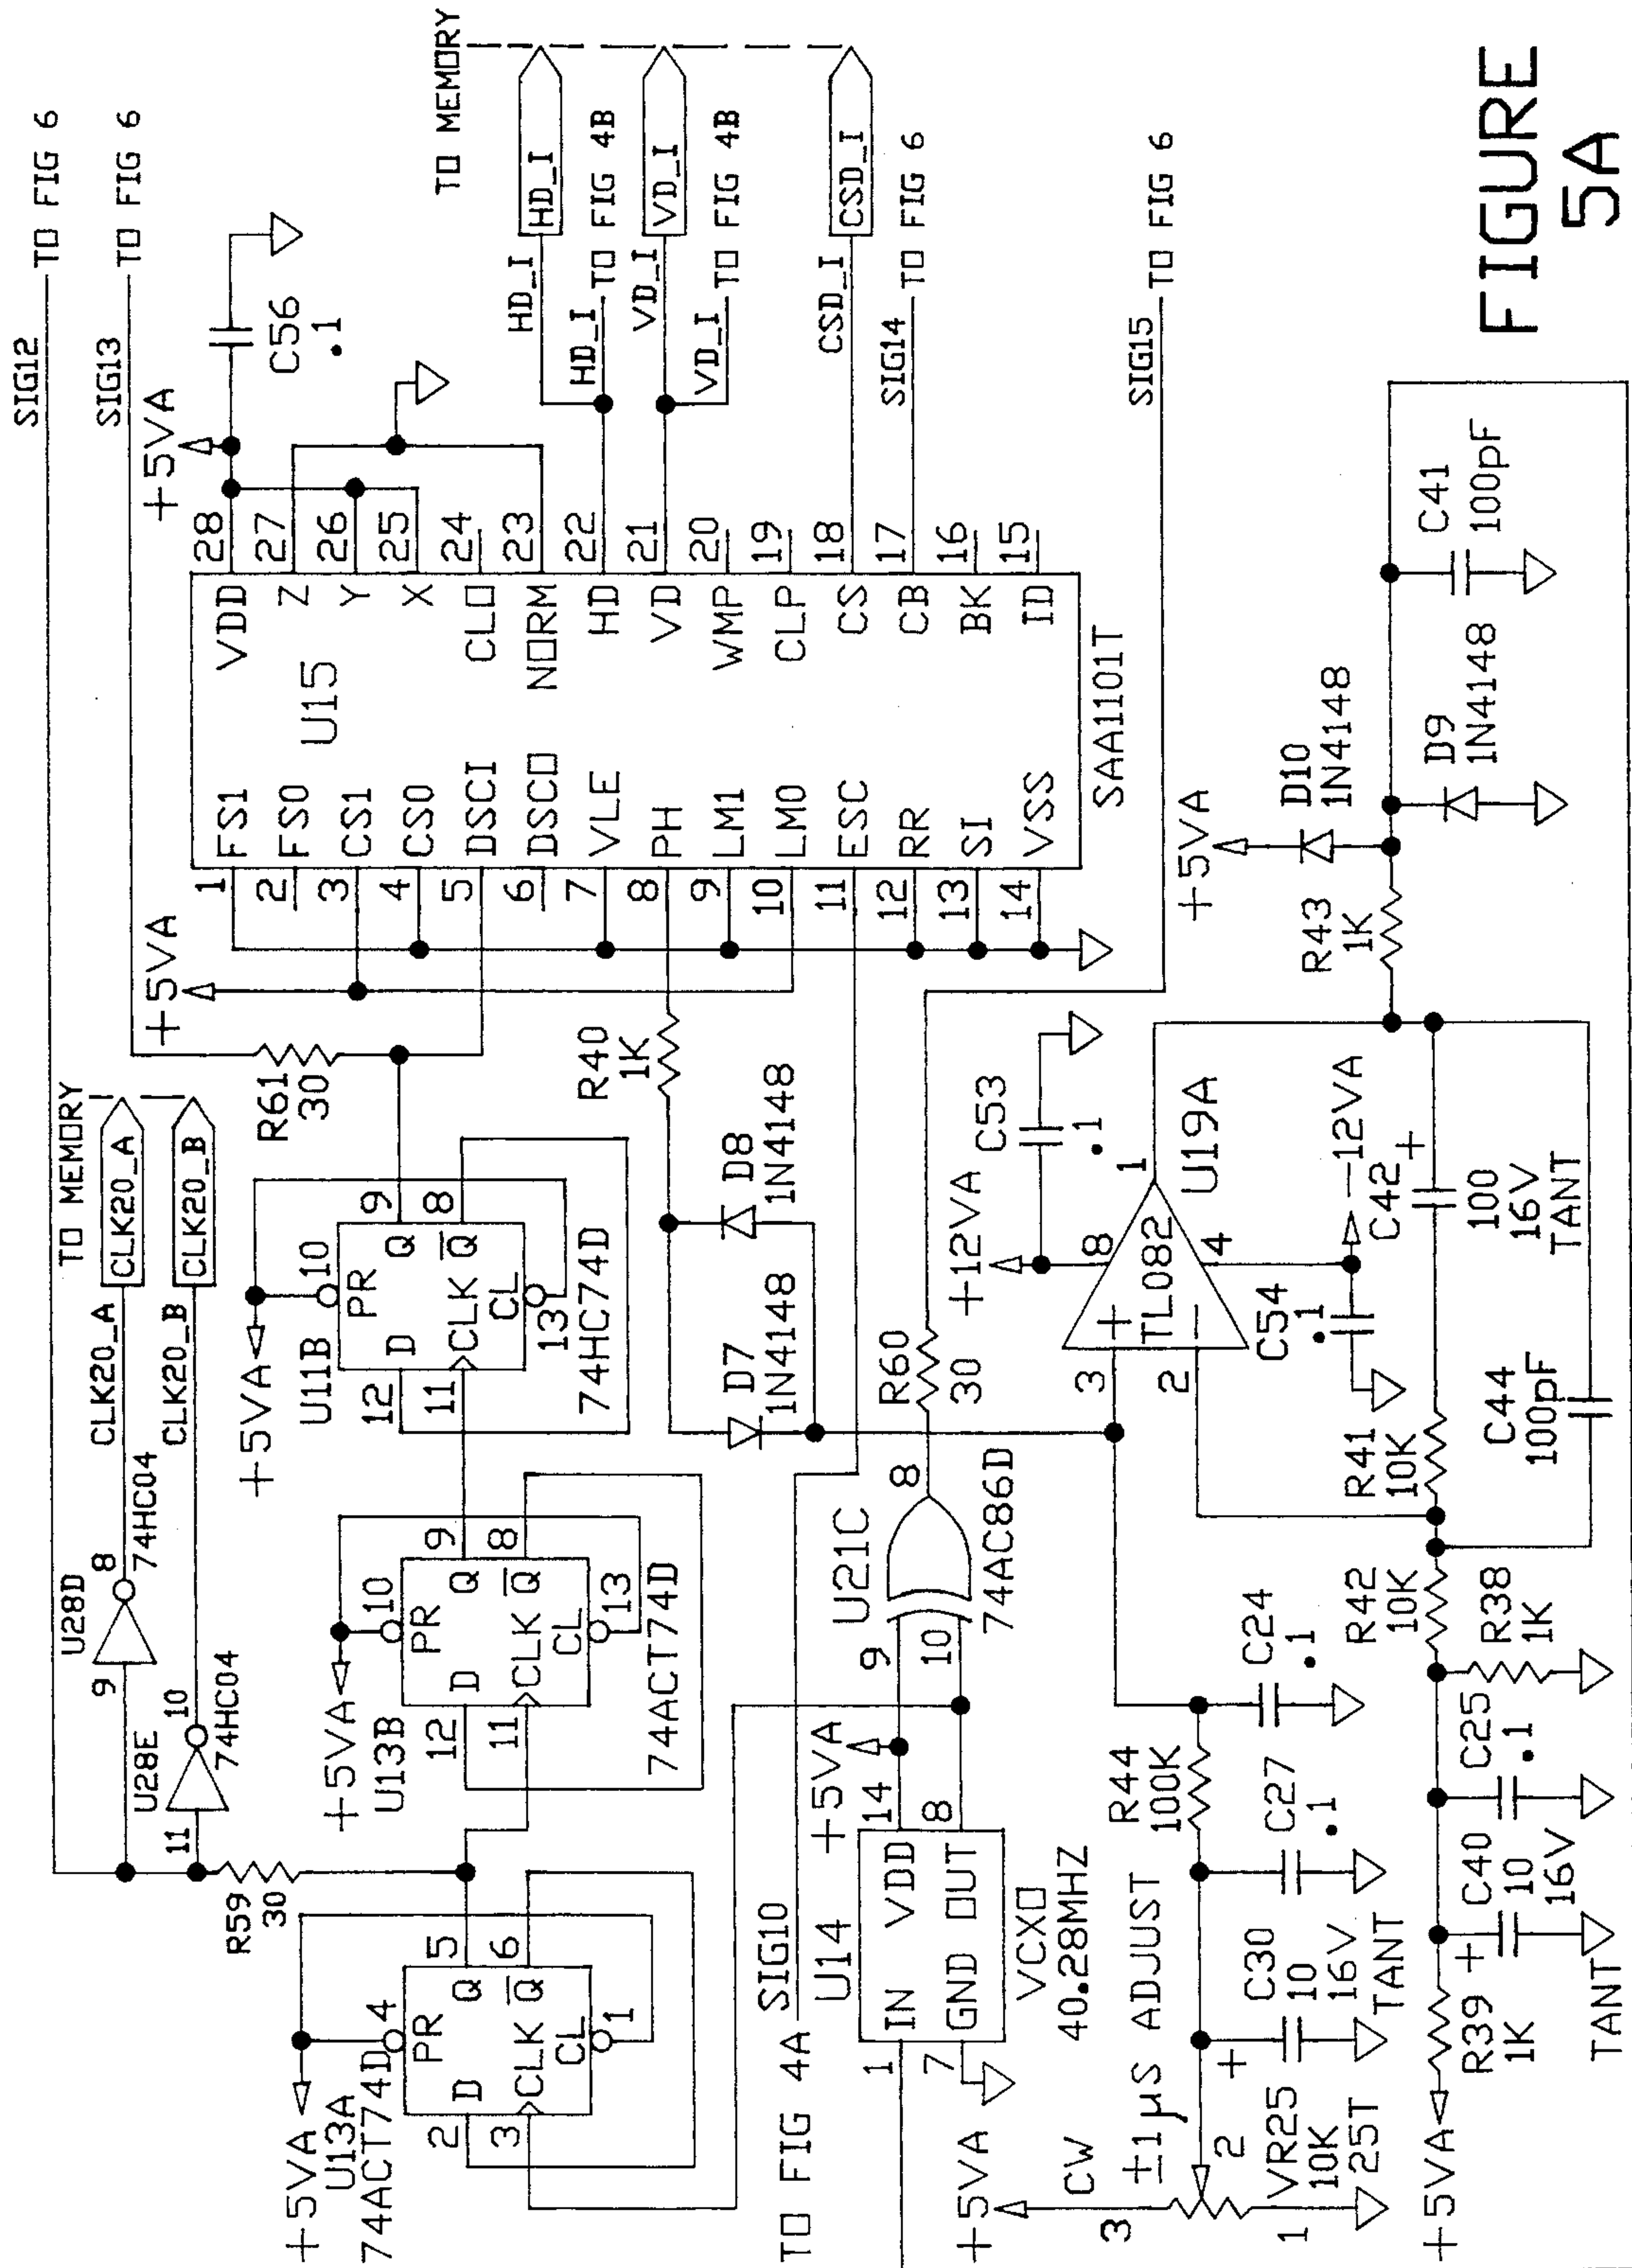 SIG12
TO FIG 6
SIG13
TO FIG 6
TO MEMORY
CLK20_A
CLK20_A
CLK20_B
CLK20_B
U28D
9
8
74HC04
U28E
11
10
74HC04
R59
30
+5VA
U13A
74ACT74D
4
PR
2
D
Q
5
3
CLK
Q
6
CL
1
+5VA
U13B
10
PR
12
D
Q
9
11
CLK
Q
8
CL
13
74ACT74D
+5VA
U11B
10
PR
12
D
Q
9
11
CLK
Q
8
CL
13
74HC74D
R61
30
+5VA
+5VA
C56
.1
U15
1 FS1
2 FS0
3 CS1
4 CS0
5 OSCI
6 OSCO
7 VLE
8 PH
9 LM1
10 LM0
11 ESC
12 RR
13 SI
14 VSS
VDD 28
Z 27
Y 26
X 25
CLO 24
NORM 23
HD 22
VD 21
WMP 20
CLP 19
CS 18
CB 17
BK 16
ID 15
SAA1101T
TO MEMORY
HD_I
HD_I
HD_I
TO FIG 4B
VD_I
VD_I
VD_I
TO FIG 4B
CSD_I
CSD_I
SIG14
TO FIG 6
R40
1K
D7
1N4148
D8
1N4148
TO FIG 4A
SIG10
U14
1
IN
VDD
14
+5VA
7
GND
OUT
8
VCXO
40.28MHZ
U21C
9
10
8
74AC86D
R60
30
SIG15
TO FIG 6
+5VA
3
CW
±1 µS ADJUST
2
1
VR25
10K
25T
C30
10
16V
TANT
+
C27
.1
R44
100K
C24
.1
+12VA
C53
.1
3
+
2
-
8
4
1
TL082
U19A
C54
.1
-12VA
C42
+
100
16V
TANT
R41
10K
C44
100pF
R42
10K
R38
1K
C25
.1
C40
10
16V
+
TANT
R39
1K
+5VA
R43
1K
+5VA
D10
1N4148
D9
1N4148
C41
100pF
FIGURE
5A